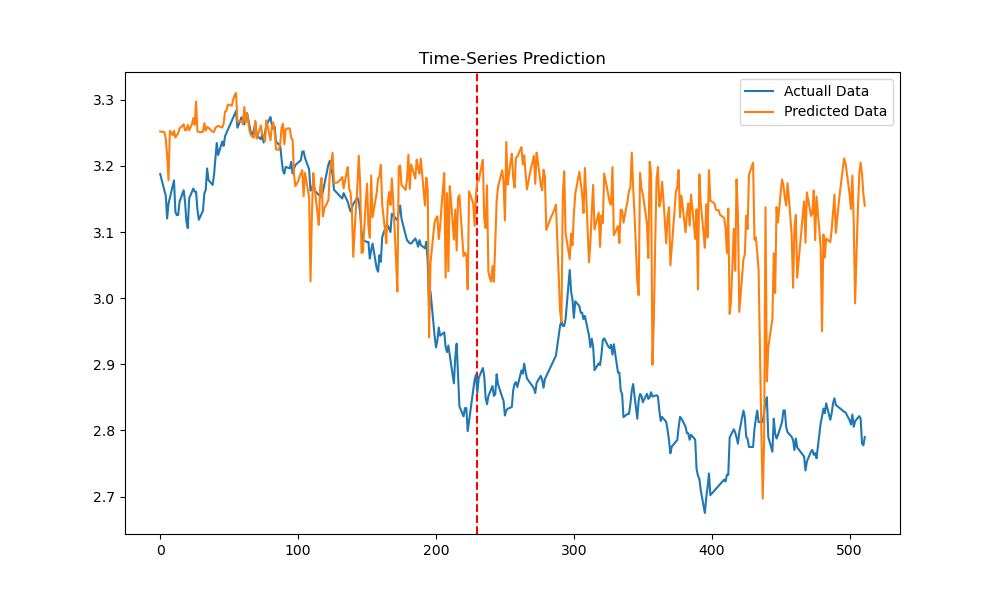 Time-Series Prediction
Actuall Data
Predicted Data
3.3
3.2
3.1
3.0
2.9
2.8
2.7
0 100 200 300 400 500